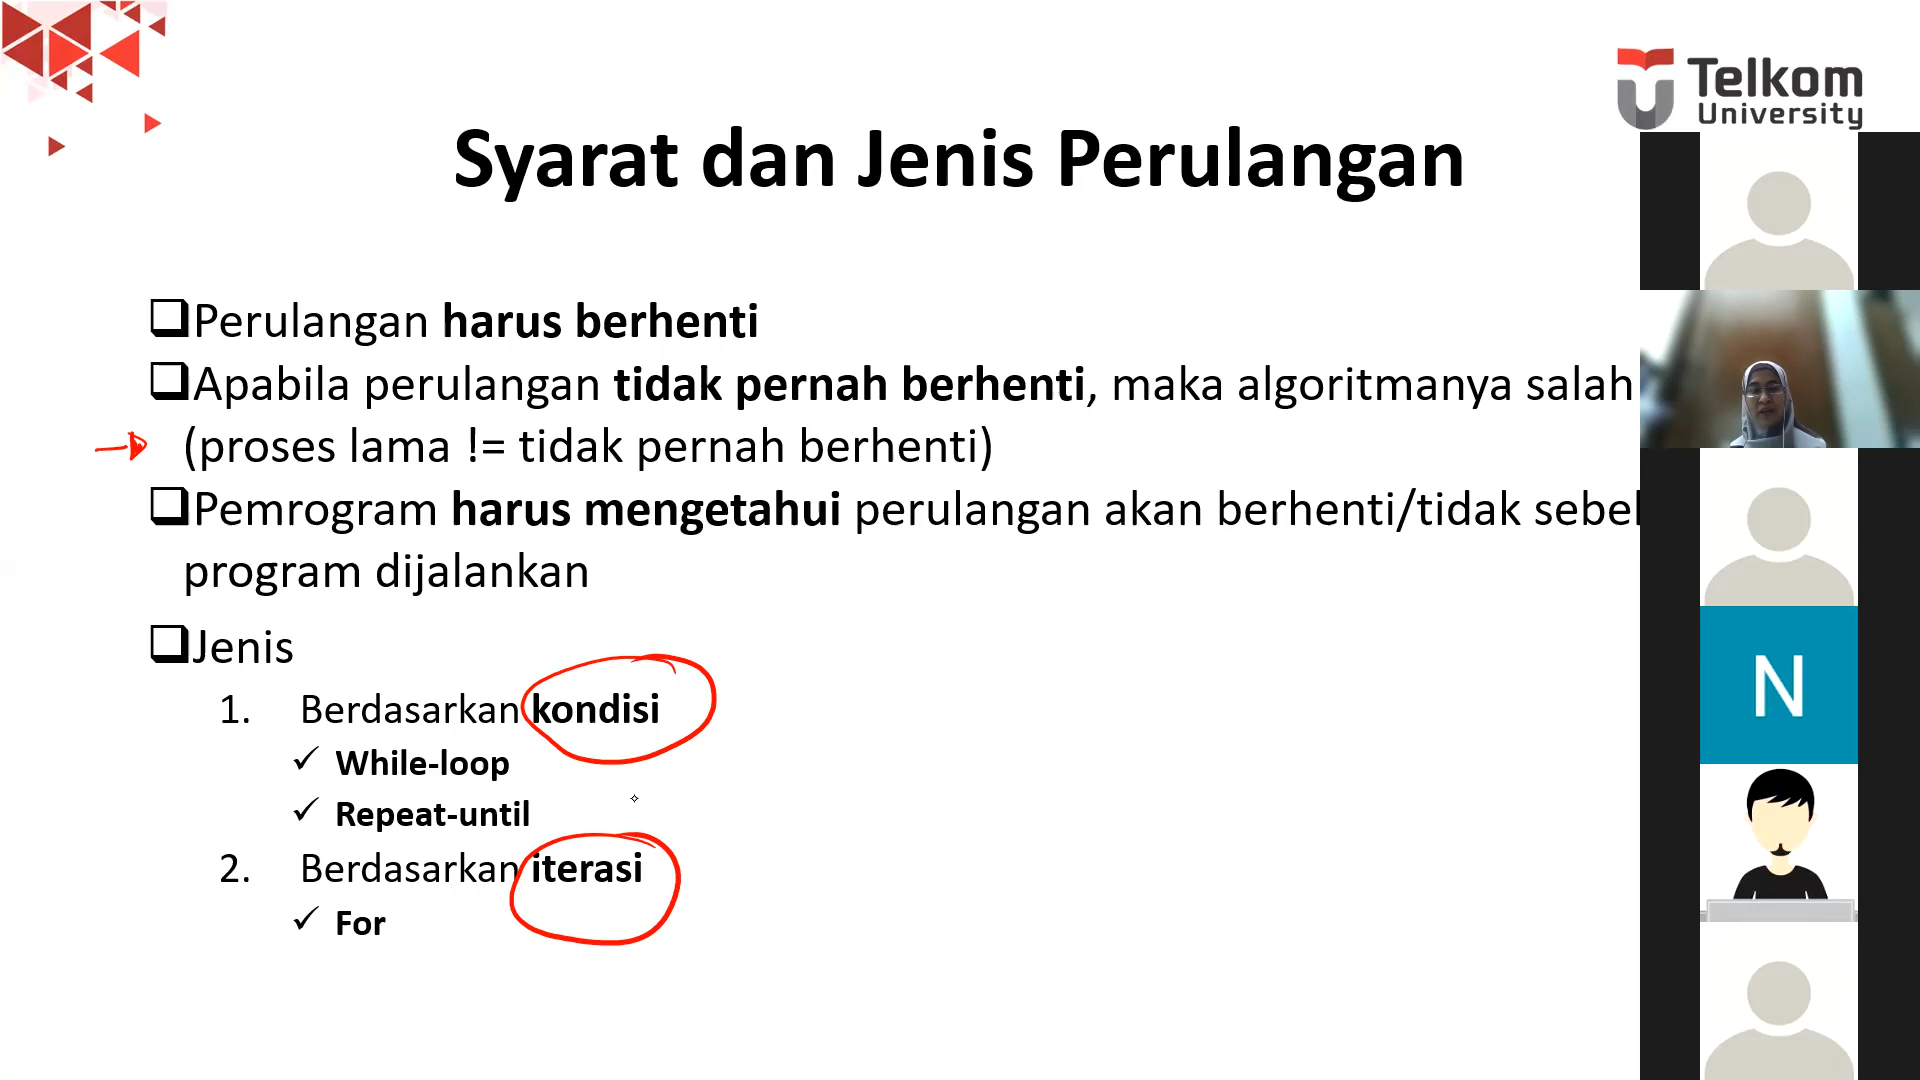 Telkom
University
Syarat dan Jenis Perulangan
Perulangan harus berhenti
Apabila perulangan tidak pernah berhenti, maka algoritmanya salah
(proses lama != tidak pernah berhenti)
Pemrogram harus mengetahui perulangan akan berhenti/tidak
program dijalankan
Jenis
1. Berdasarkan kondisi
✓ While-loop
✓ Repeat-until
2. Berdasarkan iterasi
✓ For
N